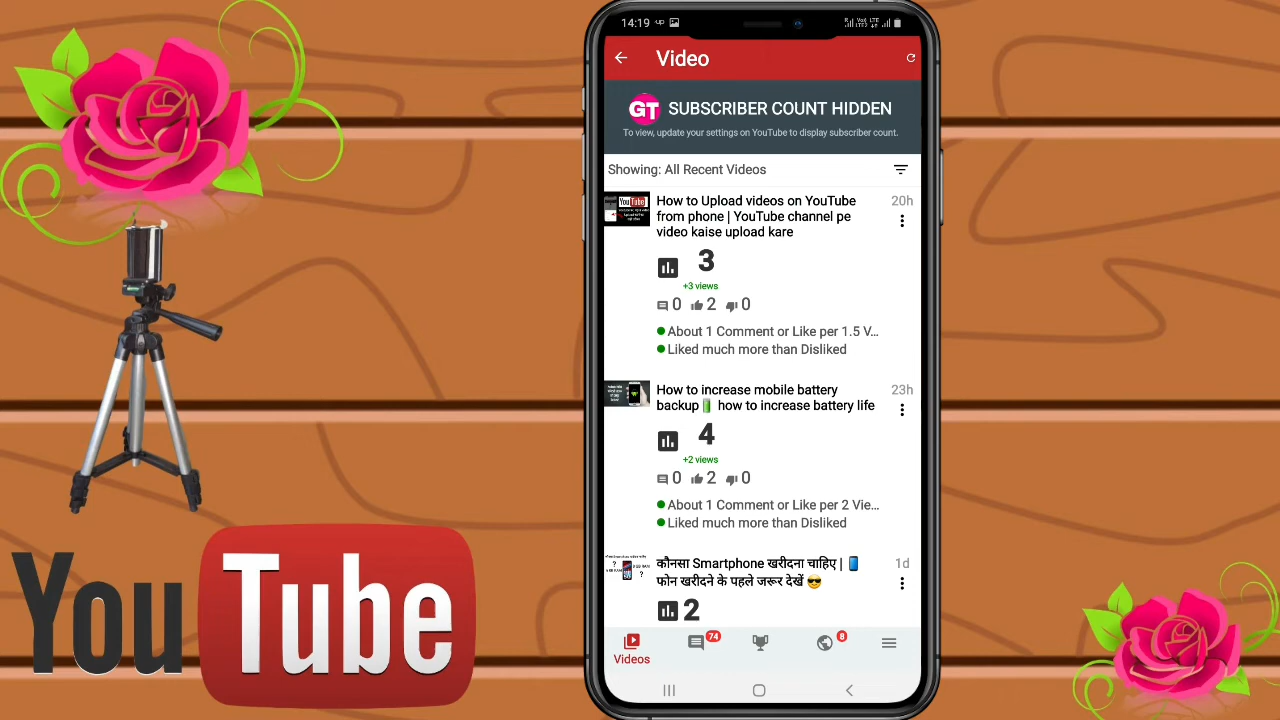 14:19
Video
GT SUBSCRIBER COUNT HIDDEN
To view, update your settings on YouTube to display subscriber count.
Showing: All Recent Videos
How to Upload videos on YouTube
from phone | YouTube channel pe
video kaise upload kare
20h
3
+3 views
0 2 0
About 1 Comment or Like per 1.5 V...
Liked much more than Disliked
How to increase mobile battery
backup🔋 how to increase battery life
23h
4
+2 views
0 2 0
About 1 Comment or Like per 2 Vie...
Liked much more than Disliked
कौनसा Smartphone खरीदना चाहिए | 📱
फोन खरीदने के पहले जरूर देखें 😎
1d
2
74
8
Videos
YouTube